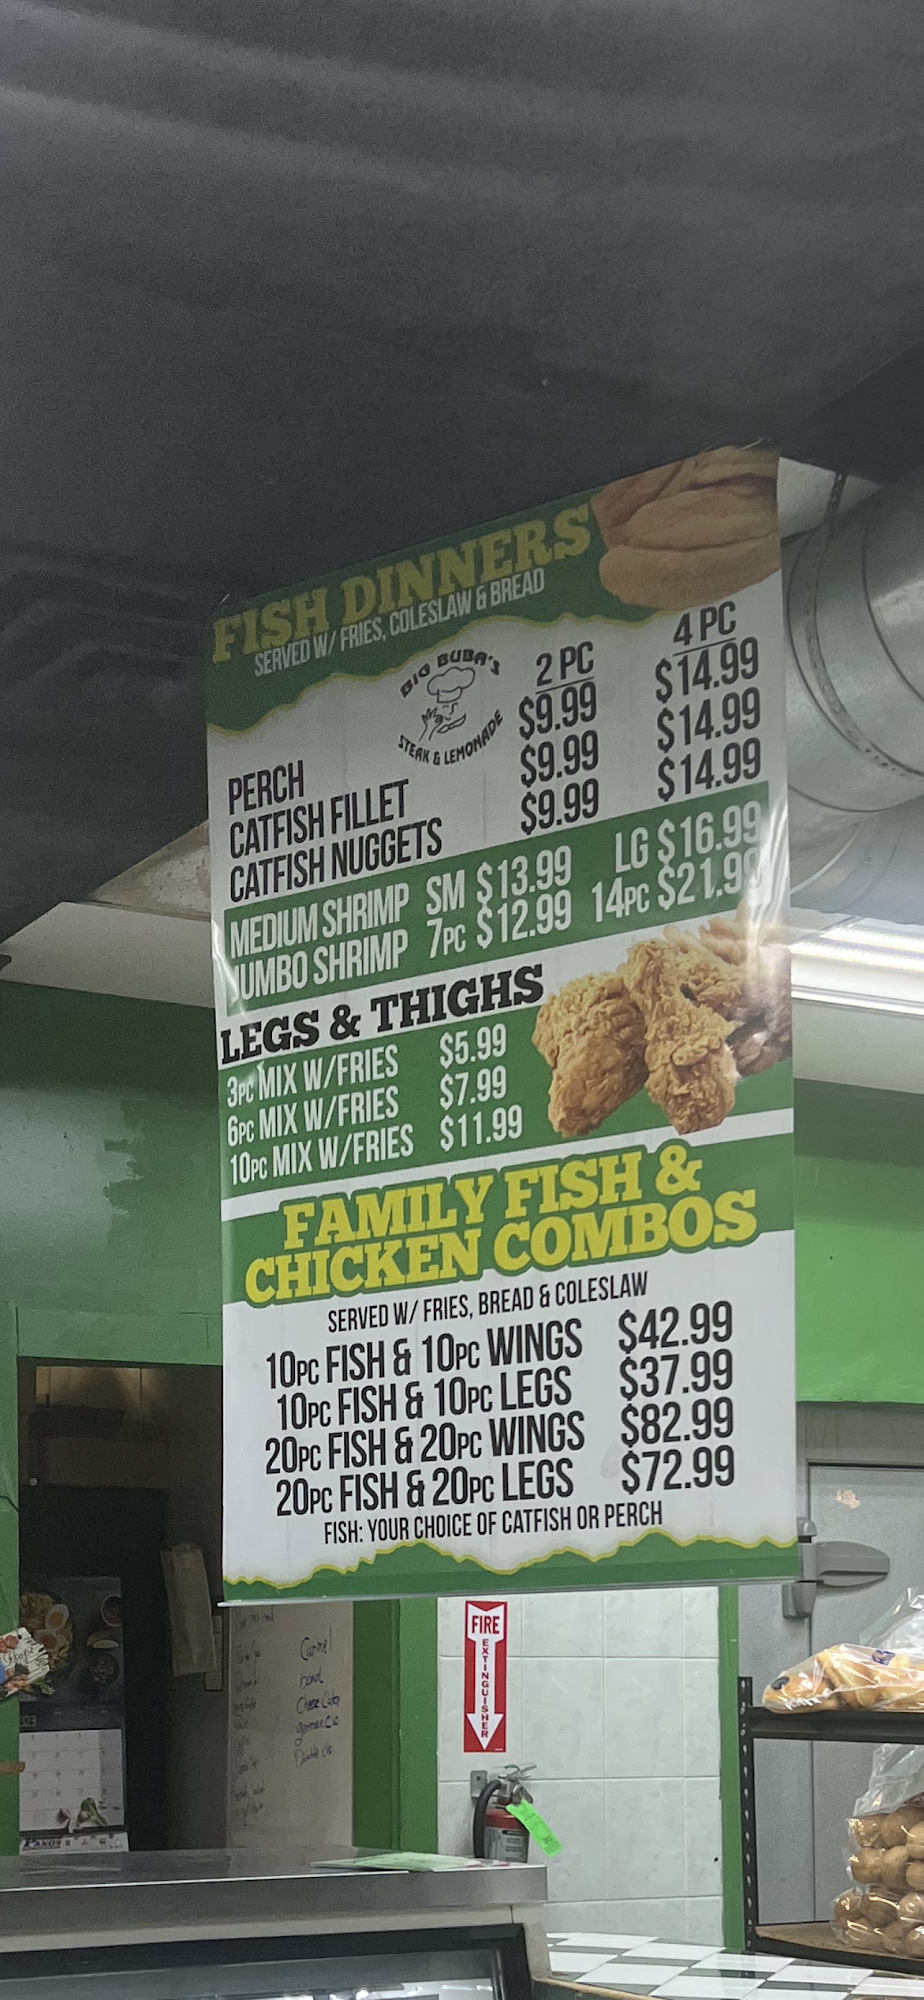 FISH DINNERS
SERVED W/ FRIES, COLESLAW & BREAD
BIG BUBA'S
STEAK & LEMONADE
2 PC 4 PC
PERCH $9.99 $14.99
CATFISH FILLET $9.99 $14.99
CATFISH NUGGETS $9.99 $14.99
MEDIUM SHRIMP SM $13.99 LG $16.99
JUMBO SHRIMP 7PC $12.99 14PC $21.99
LEGS & THIGHS
3PC MIX W/FRIES $5.99
6PC MIX W/FRIES $7.99
10PC MIX W/FRIES $11.99
FAMILY FISH &
CHICKEN COMBOS
SERVED W/ FRIES, BREAD & COLESLAW
10PC FISH & 10PC WINGS $42.99
10PC FISH & 10PC LEGS $37.99
20PC FISH & 20PC WINGS $82.99
20PC FISH & 20PC LEGS $72.99
FISH: YOUR CHOICE OF CATFISH OR PERCH
FIRE
EXTINGUISHER